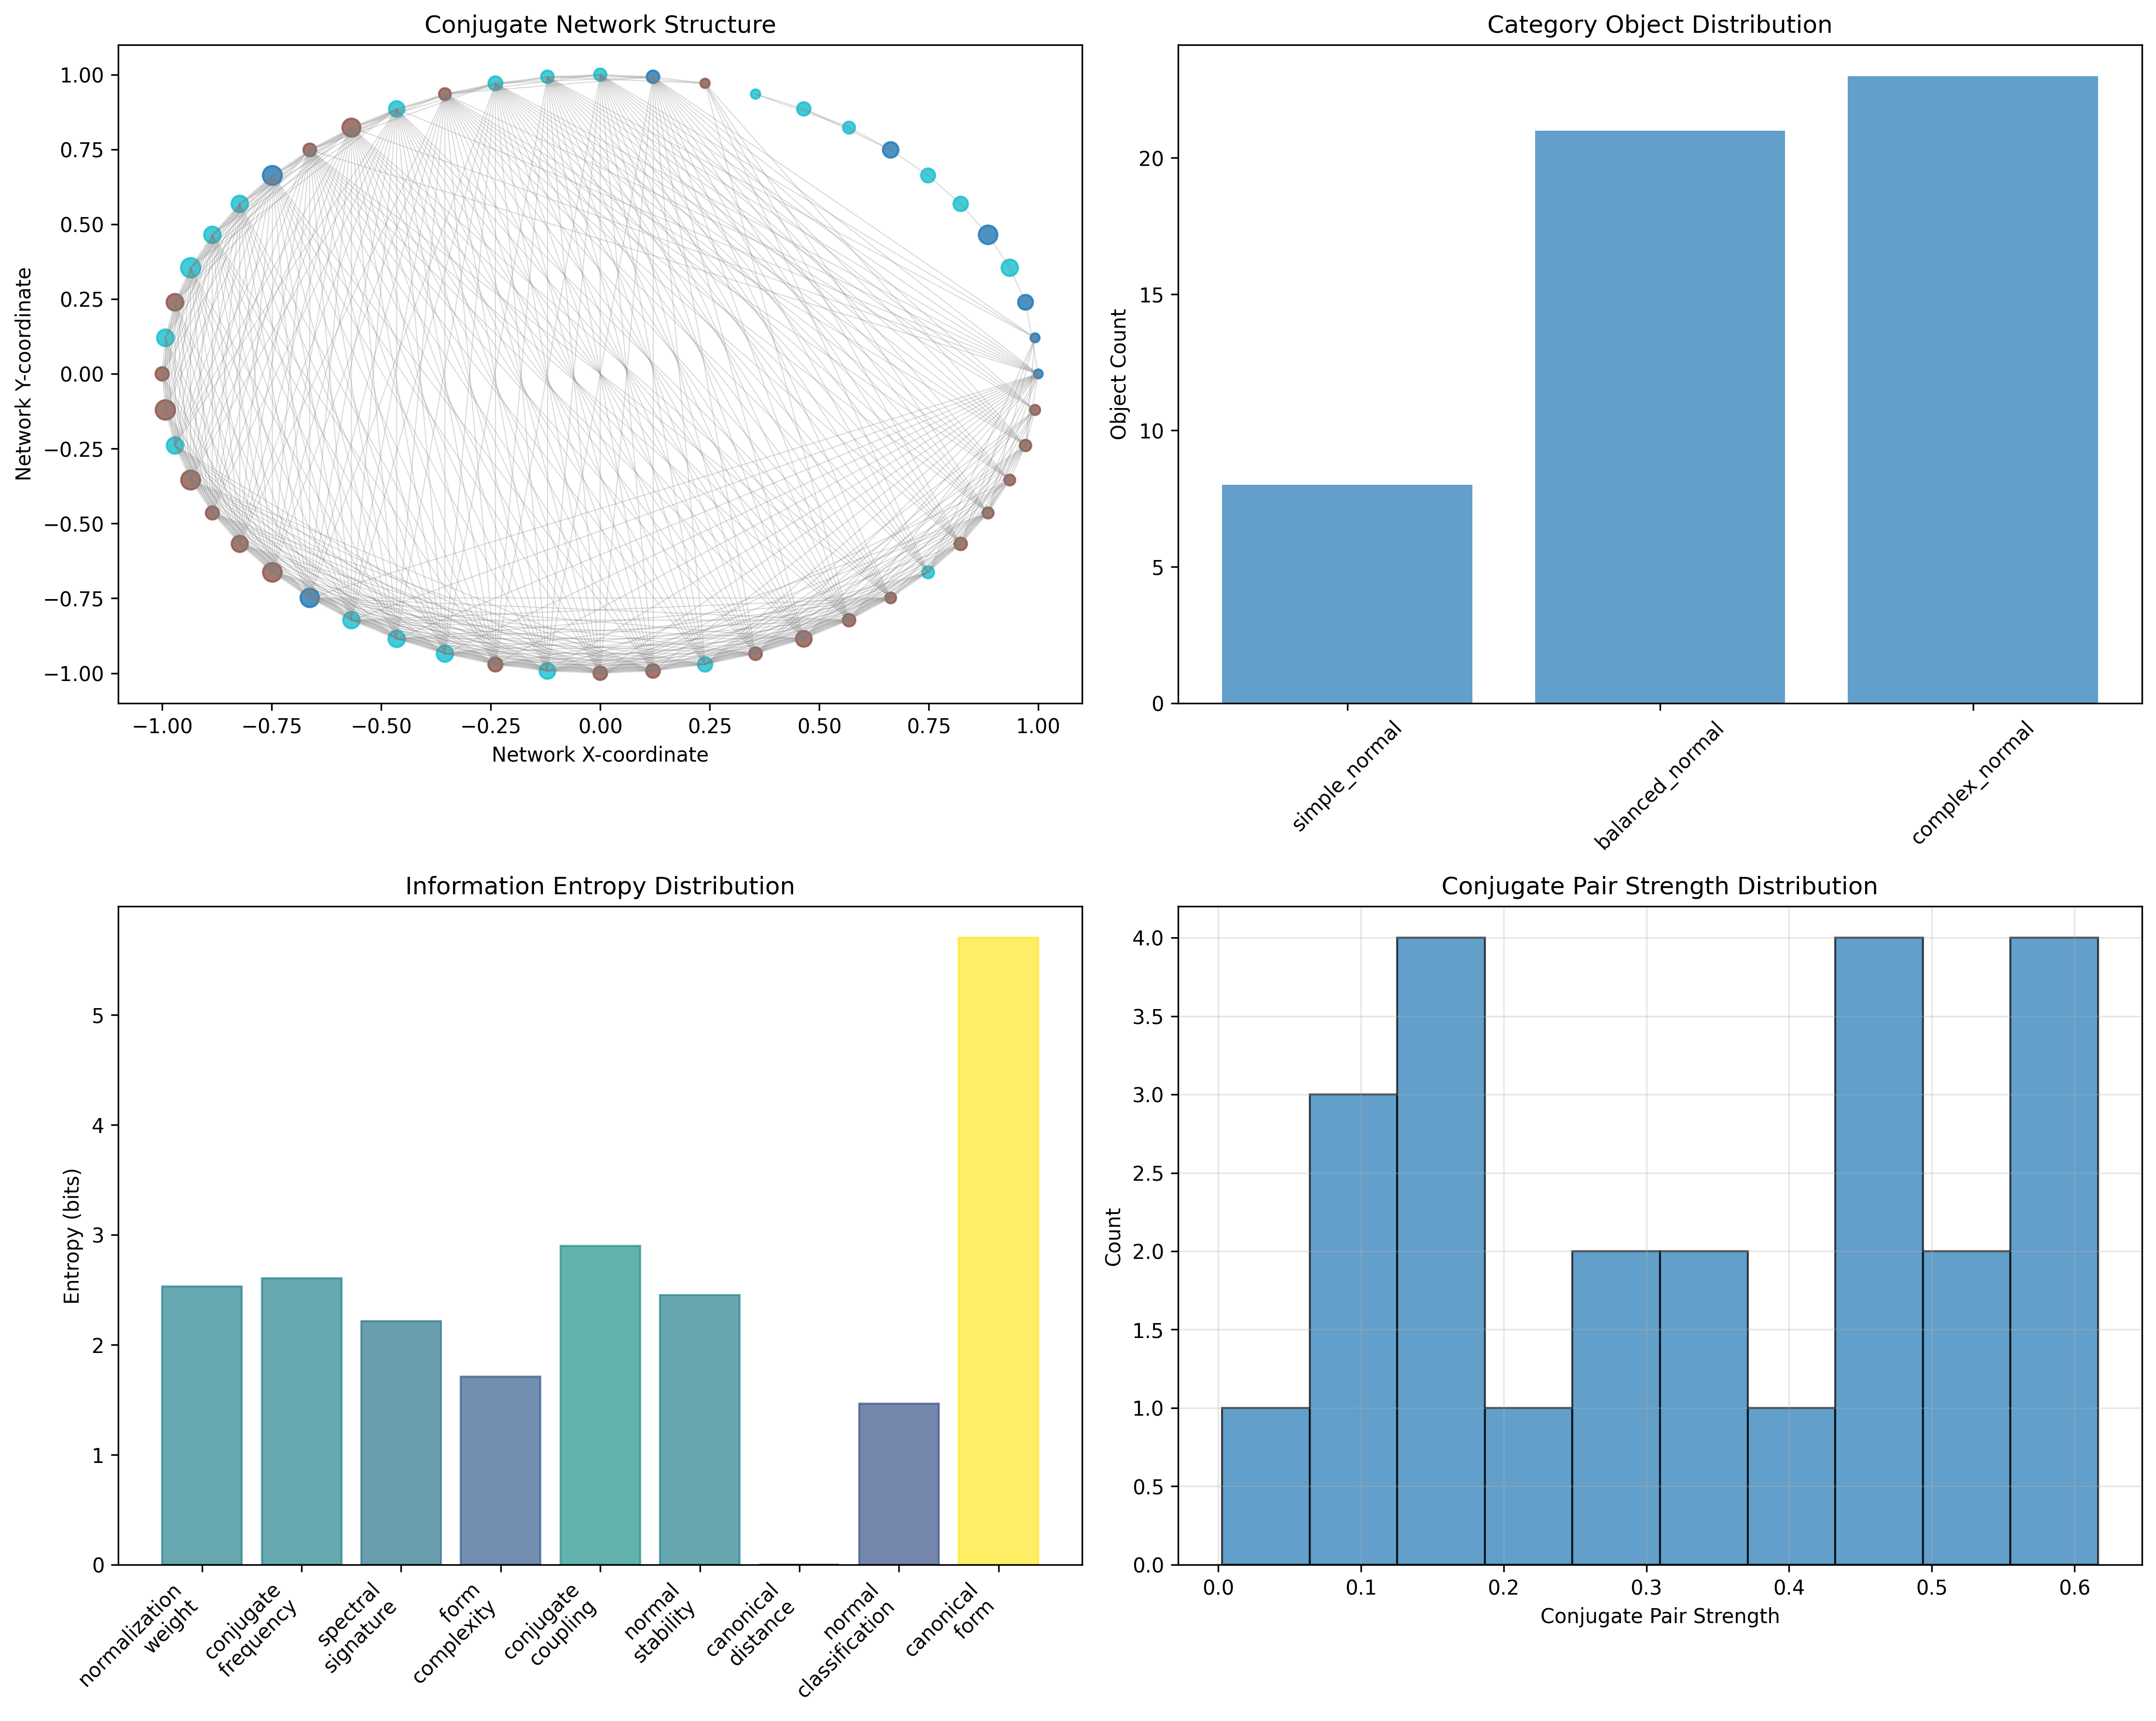 Conjugate Network Structure
1.00
0.75
0.50
0.25
0.00
−0.25
−0.50
−0.75
−1.00
Network Y-coordinate
−1.00 −0.75 −0.50 −0.25 0.00 0.25 0.50 0.75 1.00
Network X-coordinate
Category Object Distribution
20
15
10
5
0
Object Count
simple_normal
balanced_normal
complex_normal
Information Entropy Distribution
5
4
3
2
1
0
Entropy (bits)
normalization
weight
conjugate
frequency
spectral
signature
form
complexity
conjugate
coupling
normal
stability
canonical
distance
normal
classification
canonical
form
Conjugate Pair Strength Distribution
4.0
3.5
3.0
2.5
2.0
1.5
1.0
0.5
0.0
Count
0.0 0.1 0.2 0.3 0.4 0.5 0.6
Conjugate Pair Strength